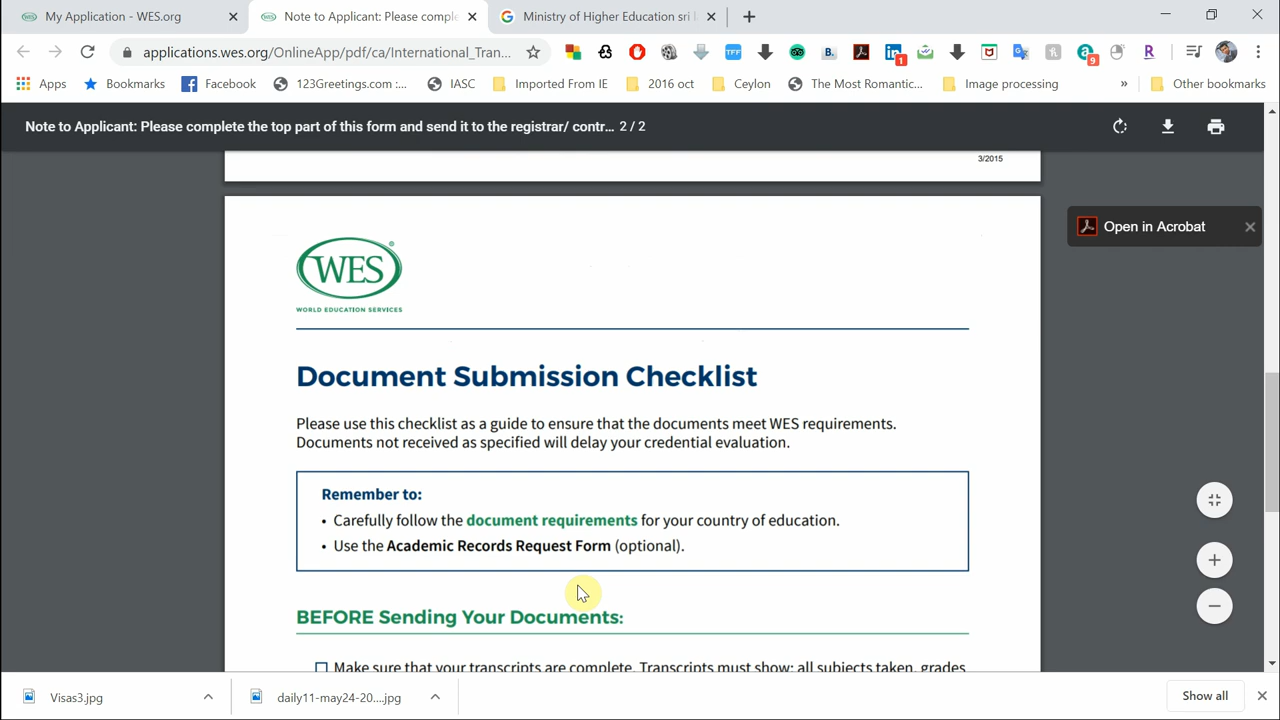 My Application - WES.org
Note to Applicant: Please comple
Ministry of Higher Education sri l
applications.wes.org/OnlineApp/pdf/ca/International_Tran...
TFF
B.
in
1
a
9
R
Apps
Bookmarks
Facebook
123Greetings.com :...
IASC
Imported From IE
2016 oct
Ceylon
The Most Romantic...
Image processing
»
Other bookmarks
Note to Applicant: Please complete the top part of this form and send it to the registrar/ contr... 2 / 2
3/2015
Open in Acrobat
WES
WORLD EDUCATION SERVICES
Document Submission Checklist
Please use this checklist as a guide to ensure that the documents meet WES requirements.
Documents not received as specified will delay your credential evaluation.
Remember to:
• Carefully follow the document requirements for your country of education.
• Use the Academic Records Request Form (optional).
BEFORE Sending Your Documents:
Make sure that your transcripts are complete. Transcripts must show: all subjects taken, grades
Visas3.jpg
daily11-may24-20....jpg
Show all